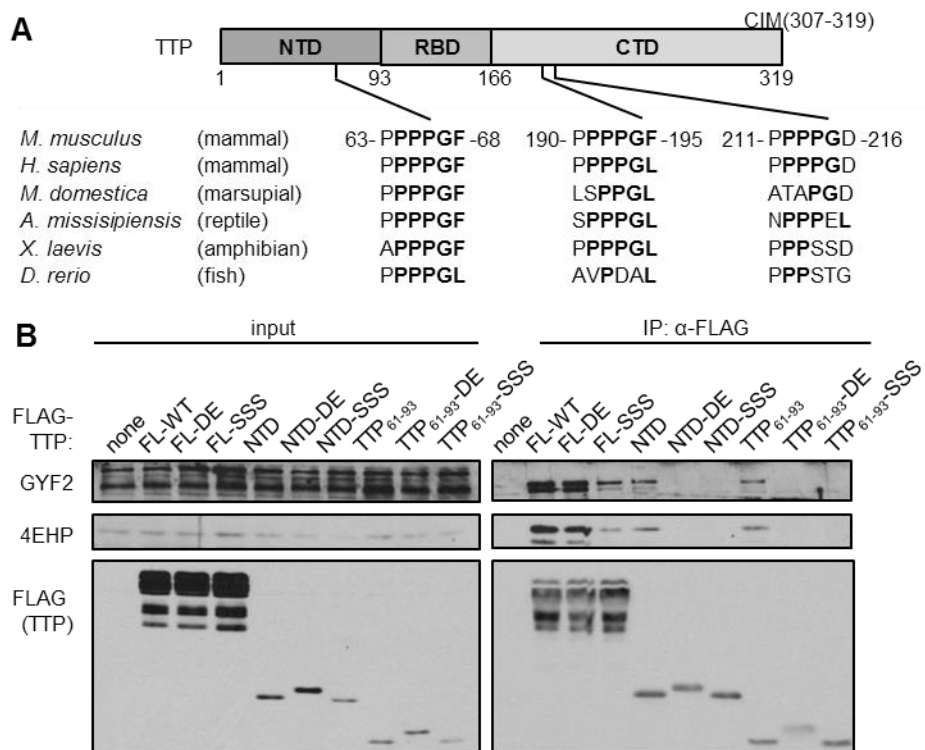 A
CIM(307-319)
TTP NTD RBD CTD
1 93 166 319
M. musculus (mammal) 63- PPPPGF -68 190- PPPPGF -195 211- PPPPGD -216
H. sapiens (mammal) PPPPGF PPPPGL PPPPGD
M. domestica (marsupial) PPPPGF LSPPGL ATAPGD
A. missisipiensis (reptile) PPPPGF SPPPGL NPPPEL
X. laevis (amphibian) APPPGF PPPPGL PPPSSD
D. rerio (fish) PPPPGL AVPDAL PPPSTG
B
input IP: α-FLAG
FLAG-TTP: none FL-WT FL-DE FL-SSS NTD NTD-DE NTD-SSS TTP61-93 TTP61-93-DE TTP61-93-SSS none FL-WT FL-DE FL-SSS NTD NTD-DE NTD-SSS TTP61-93 TTP61-93-DE TTP61-93-SSS
GYF2
4EHP
FLAG
(TTP)